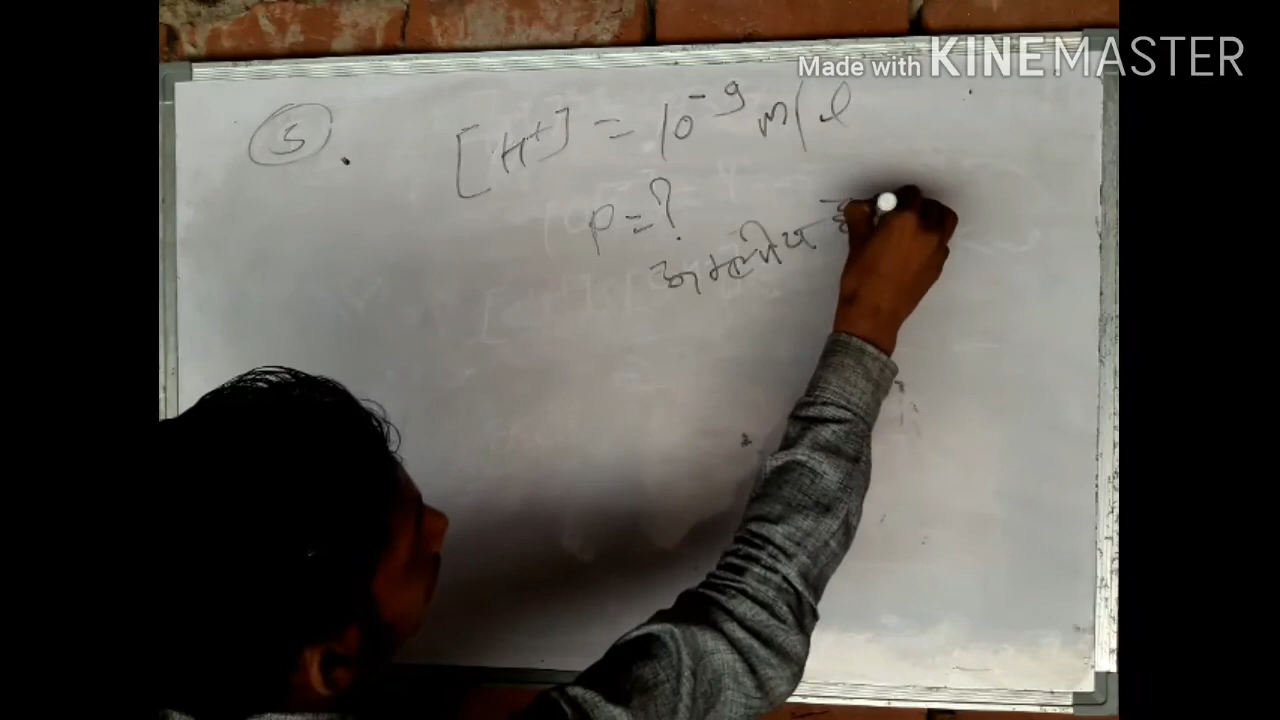 Made with KINEMASTER
5.
[H+] = 10⁻⁹ m/l
P=?
अम्लीय है